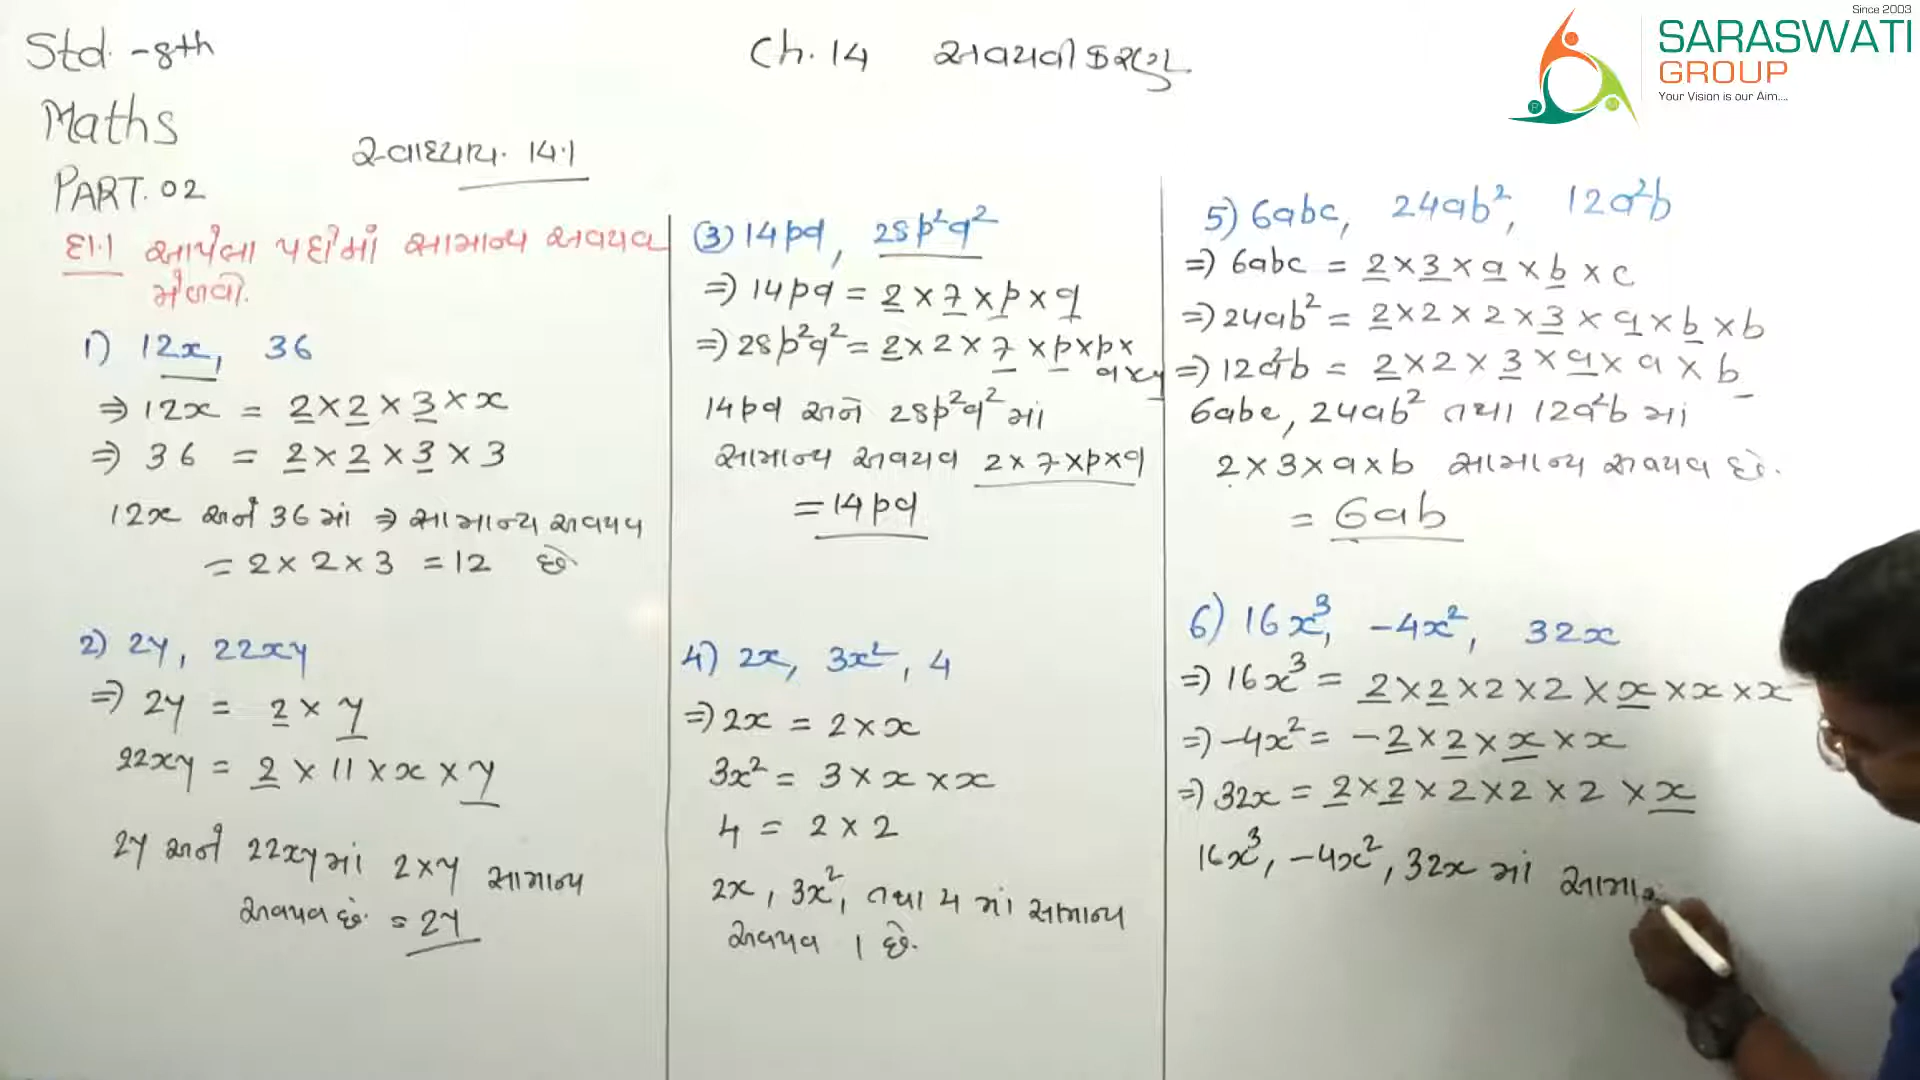 Std. -8th
Maths
PART. 02
Ch. 14 અવયવીકરણ
Since 2003
SARASWATI
GROUP
Your Vision is our Aim....
સ્વાધ્યાય. 14.1
દા.1 આપેલા પદોમાં સામાન્ય અવયવ
મેળવો.
1) 12x, 36
⇒ 12x = 2 × 2 × 3 × x
⇒ 36 = 2 × 2 × 3 × 3
12x અને 36 માં ⇒ સામાન્ય અવયવ
= 2 × 2 × 3 = 12 છે.
2) 2y, 22xy
⇒ 2y = 2 × y
22xy = 2 × 11 × x × y
2y અને 22xy માં 2 × y સામાન્ય
અવયવ છે. = 2y
(3) 14pq, 28p²q²
⇒ 14pq = 2 × 7 × p × q
⇒ 28p²q² = 2 × 2 × 7 × p × p ×
q × q
14pq અને 28p²q² માં
સામાન્ય અવયવ 2 × 7 × p × q
= 14pq
4) 2x, 3x², 4
⇒ 2x = 2 × x
3x² = 3 × x × x
4 = 2 × 2
2x, 3x², તથા 4 માં સામાન્ય
અવયવ 1 છે.
5) 6abc, 24ab², 12a²b
⇒ 6abc = 2 × 3 × a × b × c
⇒ 24ab² = 2 × 2 × 2 × 3 × a × b × b
⇒ 12a²b = 2 × 2 × 3 × a × a × b
6abc, 24ab² તથા 12a²b માં
2 × 3 × a × b સામાન્ય અવયવ છે.
= 6ab
6) 16x³, -4x², 32x
⇒ 16x³ = 2 × 2 × 2 × 2 × x × x × x
⇒ -4x² = -2 × 2 × x × x
⇒ 32x = 2 × 2 × 2 × 2 × 2 × x
16x³, -4x², 32x માં સામા